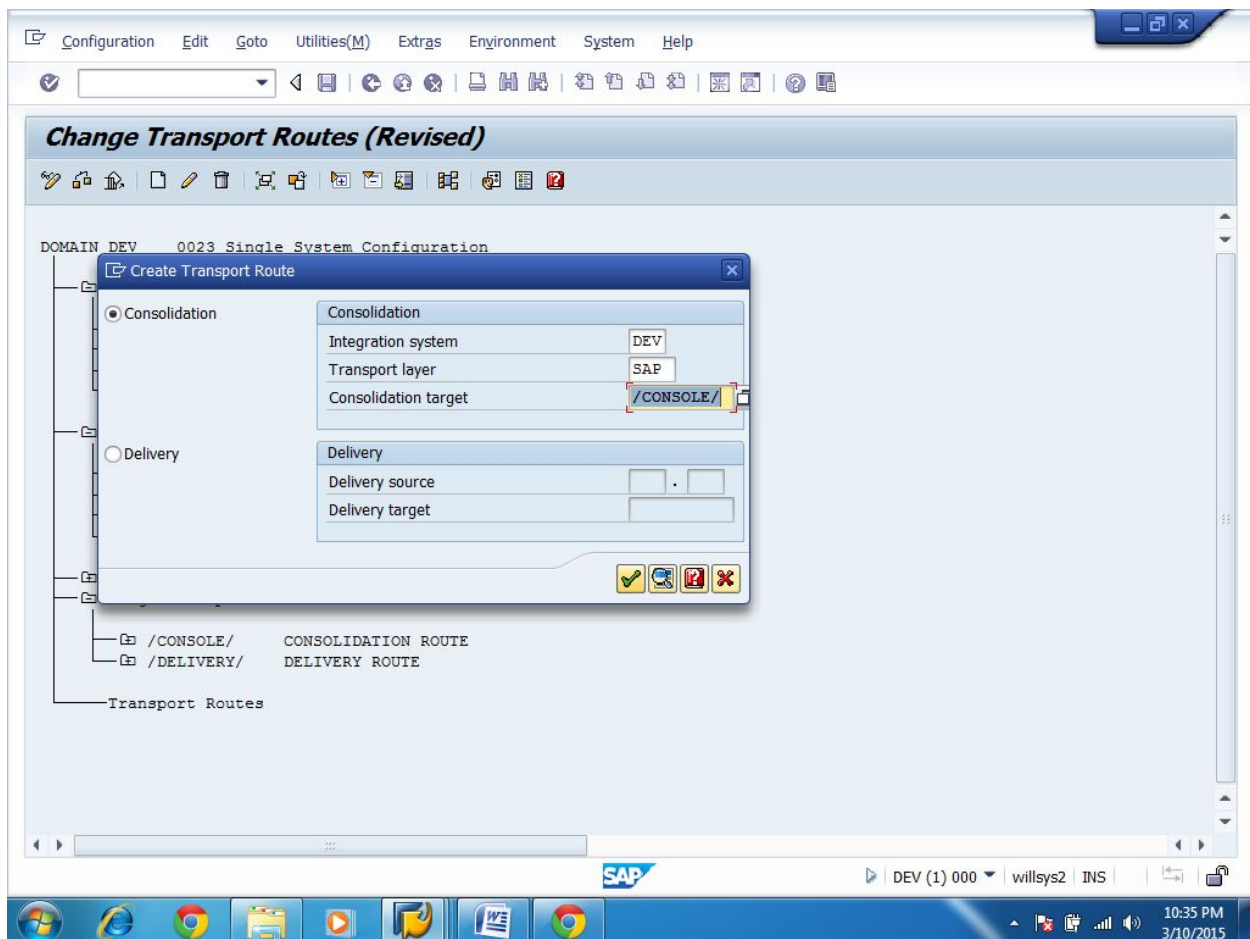 Configuration Edit Goto Utilities(M) Extras Environment System Help
Change Transport Routes (Revised)
DOMAIN_DEV 0023 Single System Configuration
Create Transport Route
Consolidation
Consolidation
Integration system DEV
Transport layer SAP
Consolidation target /CONSOLE/
Delivery
Delivery
Delivery source .
Delivery target
/CONSOLE/ CONSOLIDATION ROUTE
/DELIVERY/ DELIVERY ROUTE
Transport Routes
SAP
DEV (1) 000 willsys2 INS
10:35 PM
3/10/2015